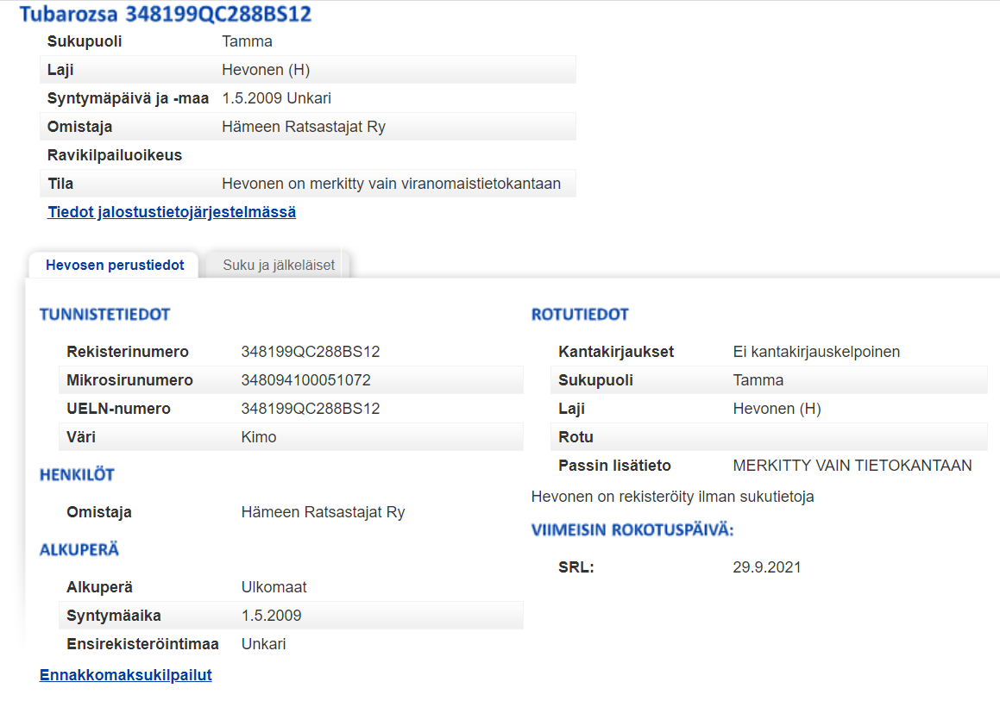 Tubarozsa 348199QC288BS12
Sukupuoli Tamma
Laji Hevonen (H)
Syntymäpäivä ja -maa 1.5.2009 Unkari
Omistaja Hämeen Ratsastajat Ry
Ravikilpailuoikeus
Tila Hevonen on merkitty vain viranomaistietokantaan
Tiedot jalostustietojärjestelmässä
Hevosen perustiedot Suku ja jälkeläiset
TUNNISTETIEDOT
Rekisterinumero 348199QC288BS12
Mikrosirunumero 348094100051072
UELN-numero 348199QC288BS12
Väri Kimo
HENKILÖT
Omistaja Hämeen Ratsastajat Ry
ALKUPERÄ
Alkuperä Ulkomaat
Syntymäaika 1.5.2009
Ensirekisteröintimaa Unkari
Ennakkomaksukilpailut
ROTUTIEDOT
Kantakirjaukset Ei kantakirjauskelpoinen
Sukupuoli Tamma
Laji Hevonen (H)
Rotu
Passin lisätieto MERKITTY VAIN TIETOKANTAAN
Hevonen on rekisteröity ilman sukutietoja
VIIMEISIN ROKOTUSPÄIVÄ:
SRL: 29.9.2021